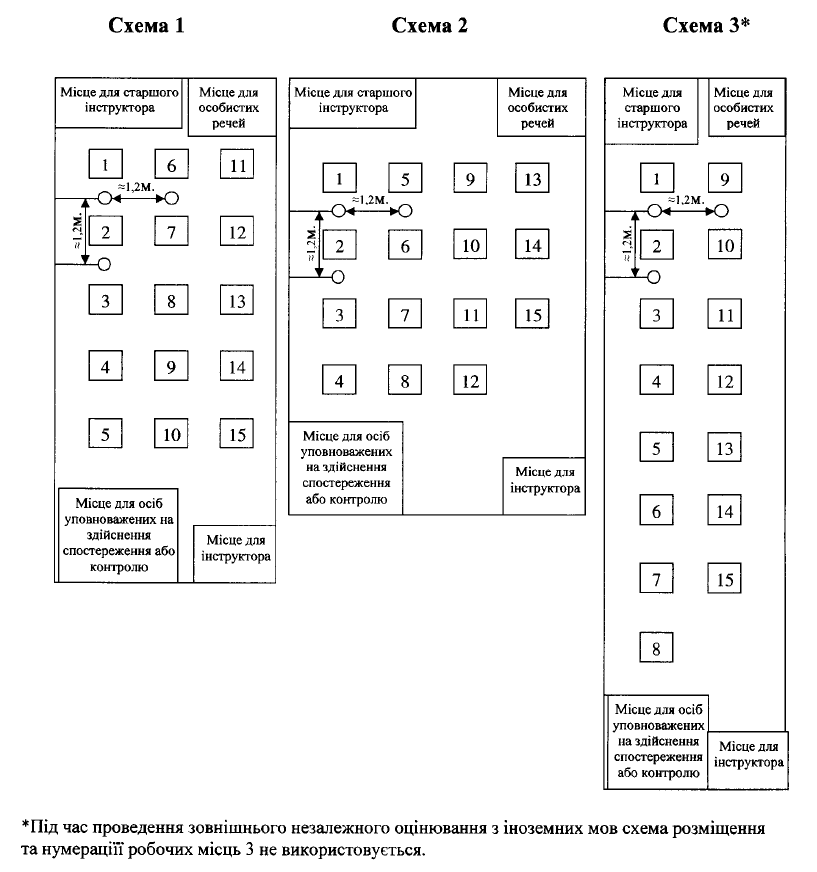 Схема 1
Схема 2
Схема 3*
Місце для старшого
інструктора
Місце для
особистих
речей
1 6 11
≈1,2м.
≈1,2м.
2 7 12
3 8 13
4 9 14
5 10 15
Місце для осіб
уповноважених на
здійснення
спостереження або
контролю
Місце для
інструктора
Місце для старшого
інструктора
Місце для
особистих
речей
1 5 9 13
≈1,2м.
≈1,2м.
2 6 10 14
3 7 11 15
4 8 12
Місце для осіб
уповноважених
на здійснення
спостереження
або контролю
Місце для
інструктора
Місце для
старшого
інструктора
Місце для
особистих
речей
1 9
≈1,2м.
≈1,2м.
2 10
3 11
4 12
5 13
6 14
7 15
8
Місце для осіб
уповноважених
на здійснення
спостереження
або контролю
Місце для
інструктора
*Під час проведення зовнішнього незалежного оцінювання з іноземних мов схема розміщення
та нумераціїї робочих місць 3 не використовується.